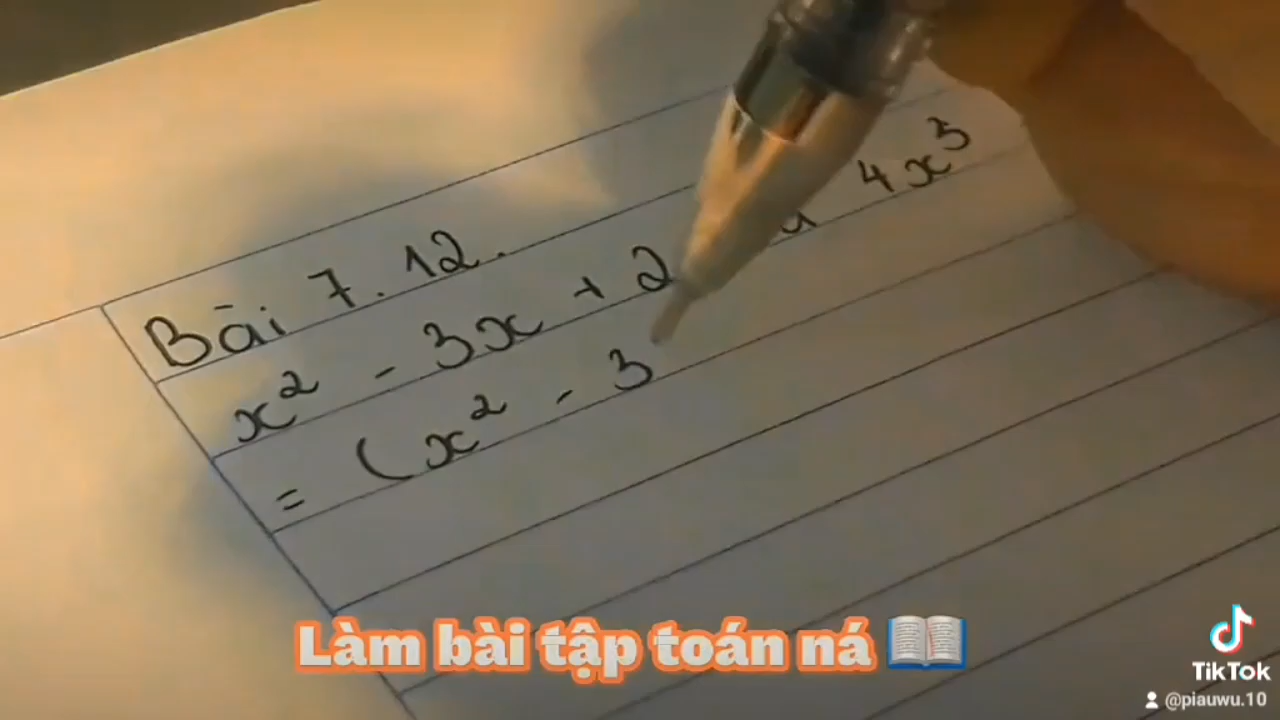 Bài 7.12.
x² - 3x + 2 4x³
= (x² - 3
Làm bài tập toán ná 📖
TikTok
@piauwu.10